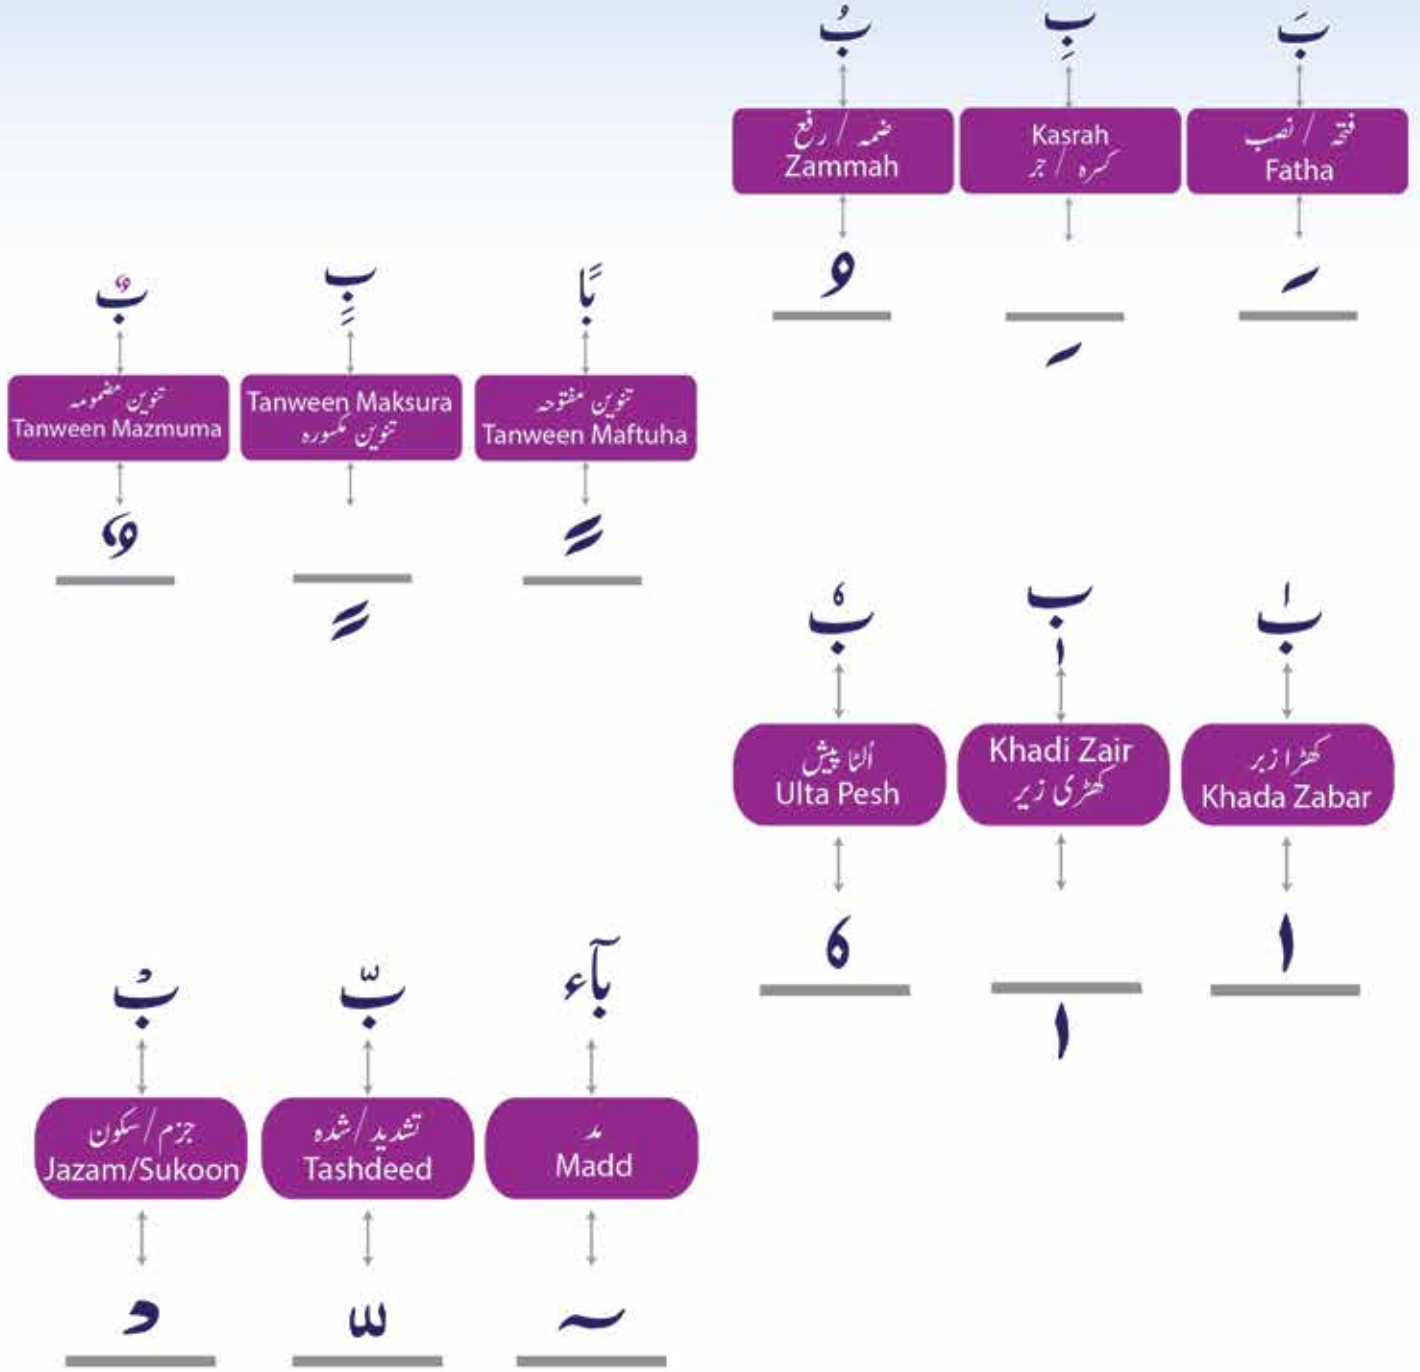 بَ
بِ
بُ
فتحہ / نصب
Fatha
Kasrah
کسرہ / جر
ضمہ / رفع
Zammah
َ
ِ
ُ
بًا
بٍ
بٌ
تنوین مفتوحہ
Tanween Maftuha
Tanween Maksura
تنوین مکسورہ
تنوین مضمومہ
Tanween Mazmuma
ً
ٍ
ٌ
بٰ
بٖ
بٗ
کھڑا زبر
Khada Zabar
Khadi Zair
کھڑی زیر
اُلٹا پیش
Ulta Pesh
ٰ
ٖ
ٗ
بآء
بّ
بْ
مد
Madd
تشدید/شدہ
Tashdeed
جزم/سکون
Jazam/Sukoon
ٓ
ّ
ْ